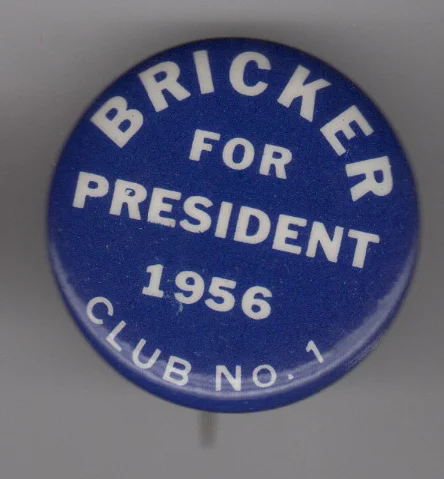 BRICKER
FOR
PRESIDENT
1956
CLUB NO. 1